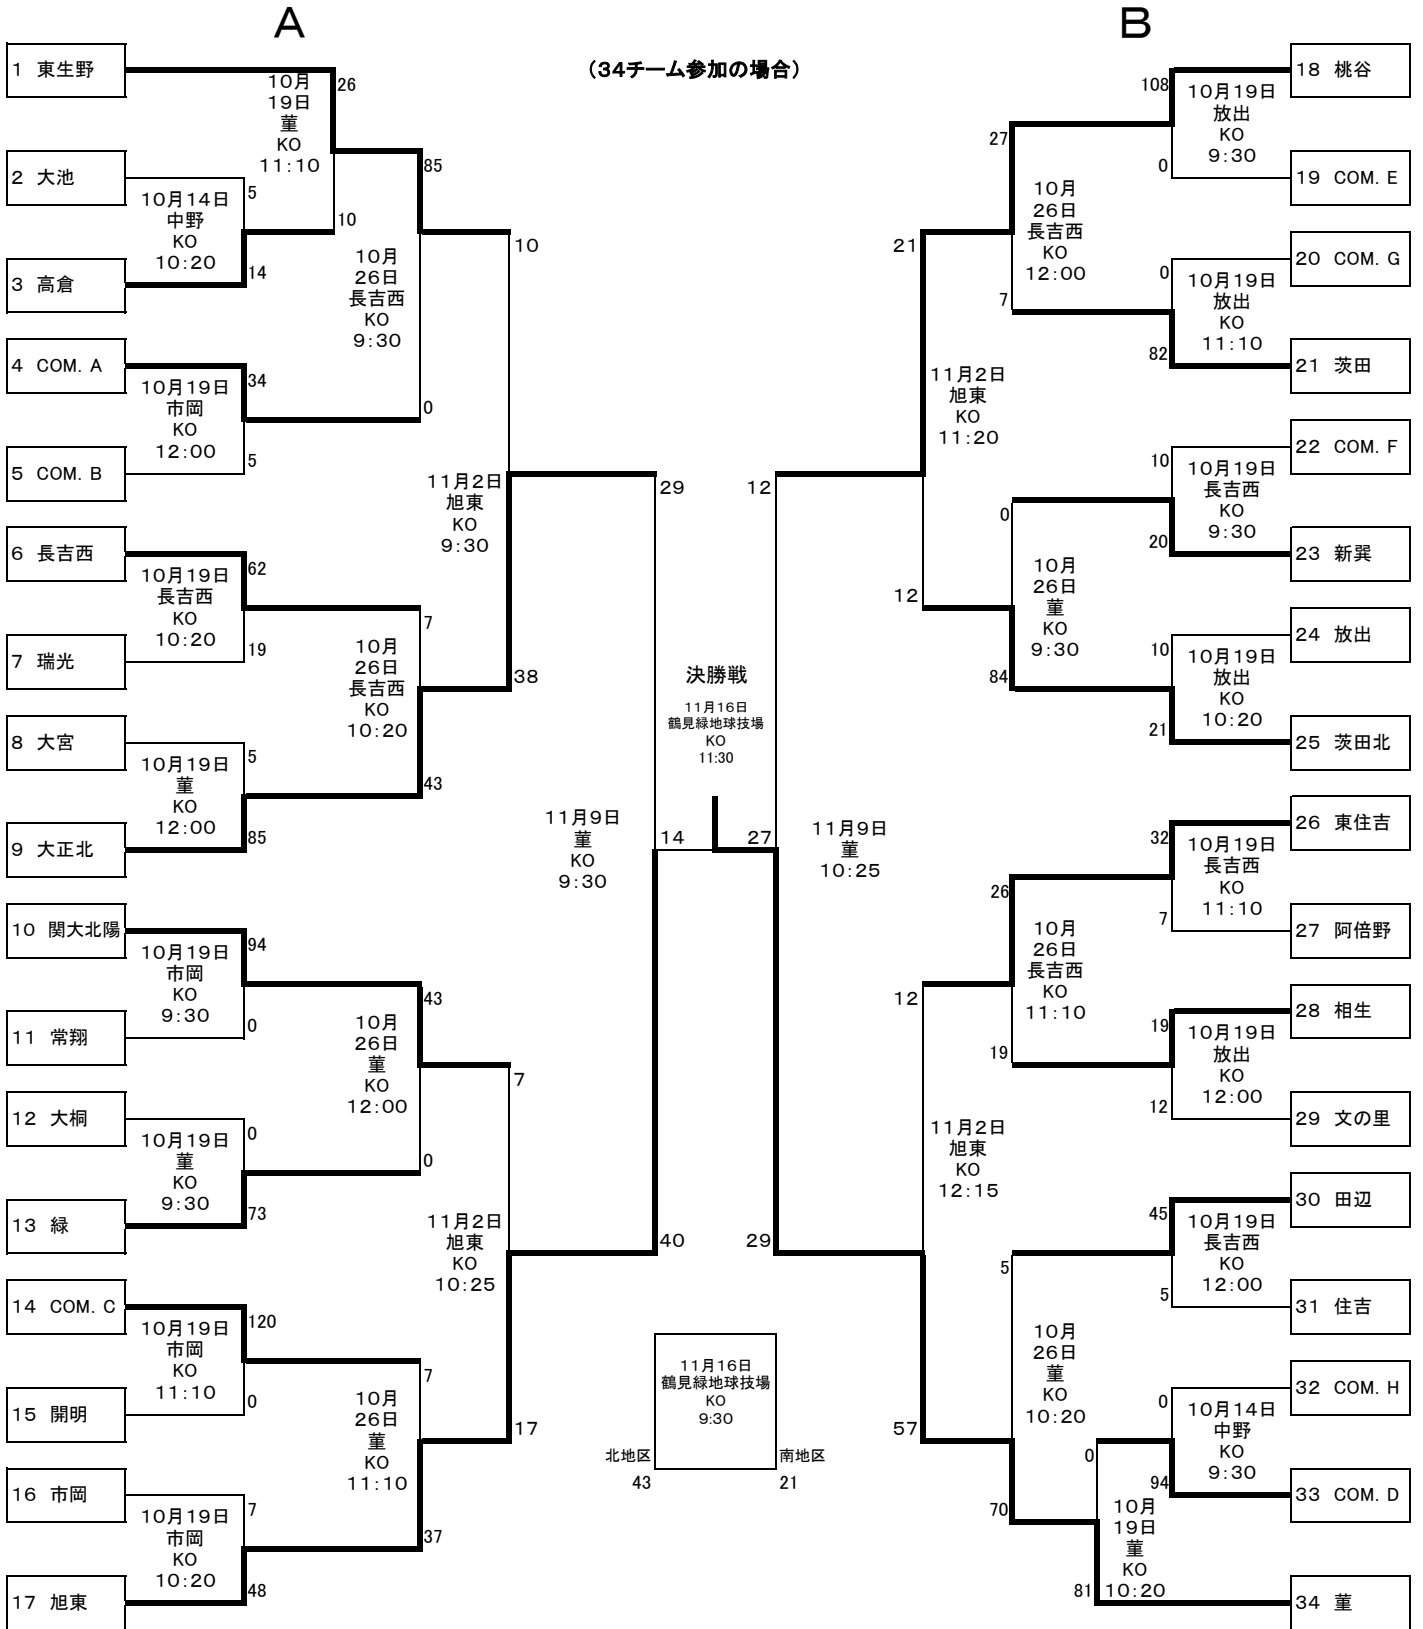 A
B
(34チーム参加の場合)
1 東生野
2 大池
3 高倉
4 COM. A
5 COM. B
6 長吉西
7 瑞光
8 大宮
9 大正北
10 関大北陽
11 常翔
12 大桐
13 緑
14 COM. C
15 開明
16 市岡
17 旭東
10月
19日
菫
KO
11:10
26
10
10月14日
中野
KO
10:20
5
14
10月19日
市岡
KO
12:00
34
5
10月19日
長吉西
KO
10:20
62
19
10月19日
菫
KO
12:00
5
85
10月19日
市岡
KO
9:30
94
0
10月19日
菫
KO
9:30
0
73
10月19日
市岡
KO
11:10
120
0
10月19日
市岡
KO
10:20
7
48
10月
26日
長吉西
KO
9:30
85
0
10月
26日
長吉西
KO
10:20
7
43
10月
26日
菫
KO
12:00
43
0
10月
26日
菫
KO
11:10
7
37
11月2日
旭東
KO
9:30
10
38
11月2日
旭東
KO
10:25
7
17
11月9日
菫
KO
9:30
29
40
決勝戦
11月16日
鶴見緑地球技場
KO
11:30
14
27
11月16日
鶴見緑地球技場
KO
9:30
北地区
43
南地区
21
11月9日
菫
10:25
12
29
11月2日
旭東
KO
11:20
21
12
11月2日
旭東
KO
12:15
12
57
10月
26日
長吉西
KO
12:00
27
7
10月
26日
菫
KO
9:30
0
84
10月
26日
長吉西
KO
11:10
26
19
10月
26日
菫
KO
10:20
5
70
10月19日
放出
KO
9:30
108
0
10月19日
放出
KO
11:10
0
82
10月19日
長吉西
KO
9:30
10
20
10月19日
放出
KO
10:20
10
21
10月19日
長吉西
KO
11:10
32
7
10月19日
放出
KO
12:00
19
12
10月19日
長吉西
KO
12:00
45
5
10月14日
中野
KO
9:30
0
94
10月
19日
菫
KO
10:20
0
81
18 桃谷
19 COM. E
20 COM. G
21 茨田
22 COM. F
23 新巽
24 放出
25 茨田北
26 東住吉
27 阿倍野
28 相生
29 文の里
30 田辺
31 住吉
32 COM. H
33 COM. D
34 菫